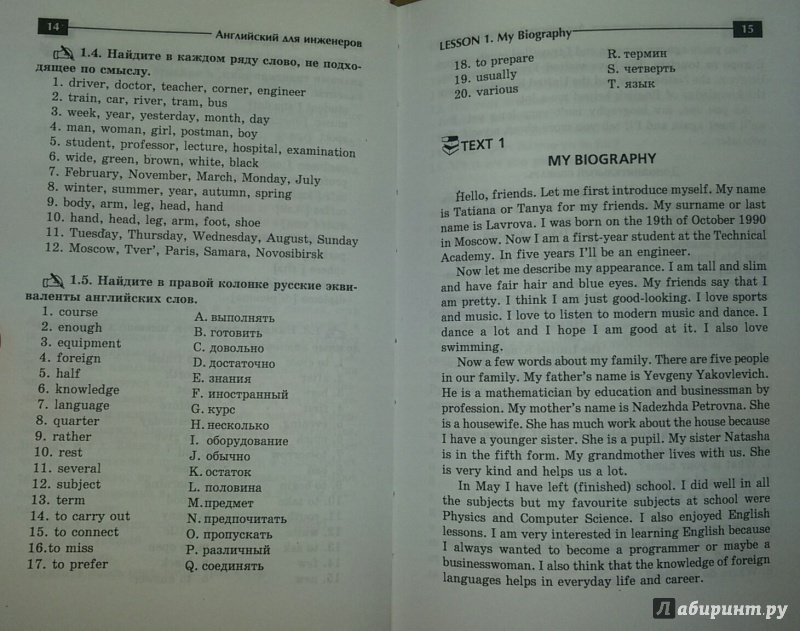 14
Английский для инженеров
1.4. Найдите в каждом ряду слово, не подхо-
дящее по смыслу.
1. driver, doctor, teacher, corner, engineer
2. train, car, river, tram, bus
3. week, year, yesterday, month, day
4. man, woman, girl, postman, boy
5. student, professor, lecture, hospital, examination
6. wide, green, brown, white, black
7. February, November, March, Monday, July
8. winter, summer, year, autumn, spring
9. body, arm, leg, head, hand
10. hand, head, leg, arm, foot, shoe
11. Tuesday, Thursday, Wednesday, August, Sunday
12. Moscow, Tver', Paris, Samara, Novosibirsk
1.5. Найдите в правой колонке русские экви-
валенты английских слов.
1. course A. выполнять
2. enough B. готовить
3. equipment C. довольно
4. foreign D. достаточно
5. half E. знания
6. knowledge F. иностранный
7. language G. курс
8. quarter H. несколько
9. rather I. оборудование
10. rest J. обычно
11. several K. остаток
12. subject L. половина
13. term M. предмет
14. to carry out N. предпочитать
15. to connect O. пропускать
16. to miss P. различный
17. to prefer Q. соединять
LESSON 1. My Biography
15
18. to prepare R. термин
19. usually S. четверть
20. various T. язык
TEXT 1
MY BIOGRAPHY
Hello, friends. Let me first introduce myself. My name
is Tatiana or Tanya for my friends. My surname or last
name is Lavrova. I was born on the 19th of October 1990
in Moscow. Now I am a first-year student at the Technical
Academy. In five years I'll be an engineer.
Now let me describe my appearance. I am tall and slim
and have fair hair and blue eyes. My friends say that I
am pretty. I think I am just good-looking. I love sports
and music. I love to listen to modern music and dance. I
dance a lot and I hope I am good at it. I also love
swimming.
Now a few words about my family. There are five people
in our family. My father's name is Yevgeny Yakovlevich.
He is a mathematician by education and businessman by
profession. My mother's name is Nadezhda Petrovna. She
is a housewife. She has much work about the house because
I have a younger sister. She is a pupil. My sister Natasha
is in the fifth form. My grandmother lives with us. She
is very kind and helps us a lot.
In May I have left (finished) school. I did well in all
the subjects but my favourite subjects at school were
Physics and Computer Science. I also enjoyed English
lessons. I am very interested in learning English because
I always wanted to become a programmer or maybe a
businesswoman. I also think that the knowledge of foreign
languages helps in everyday life and career.
Лабиринт.ру